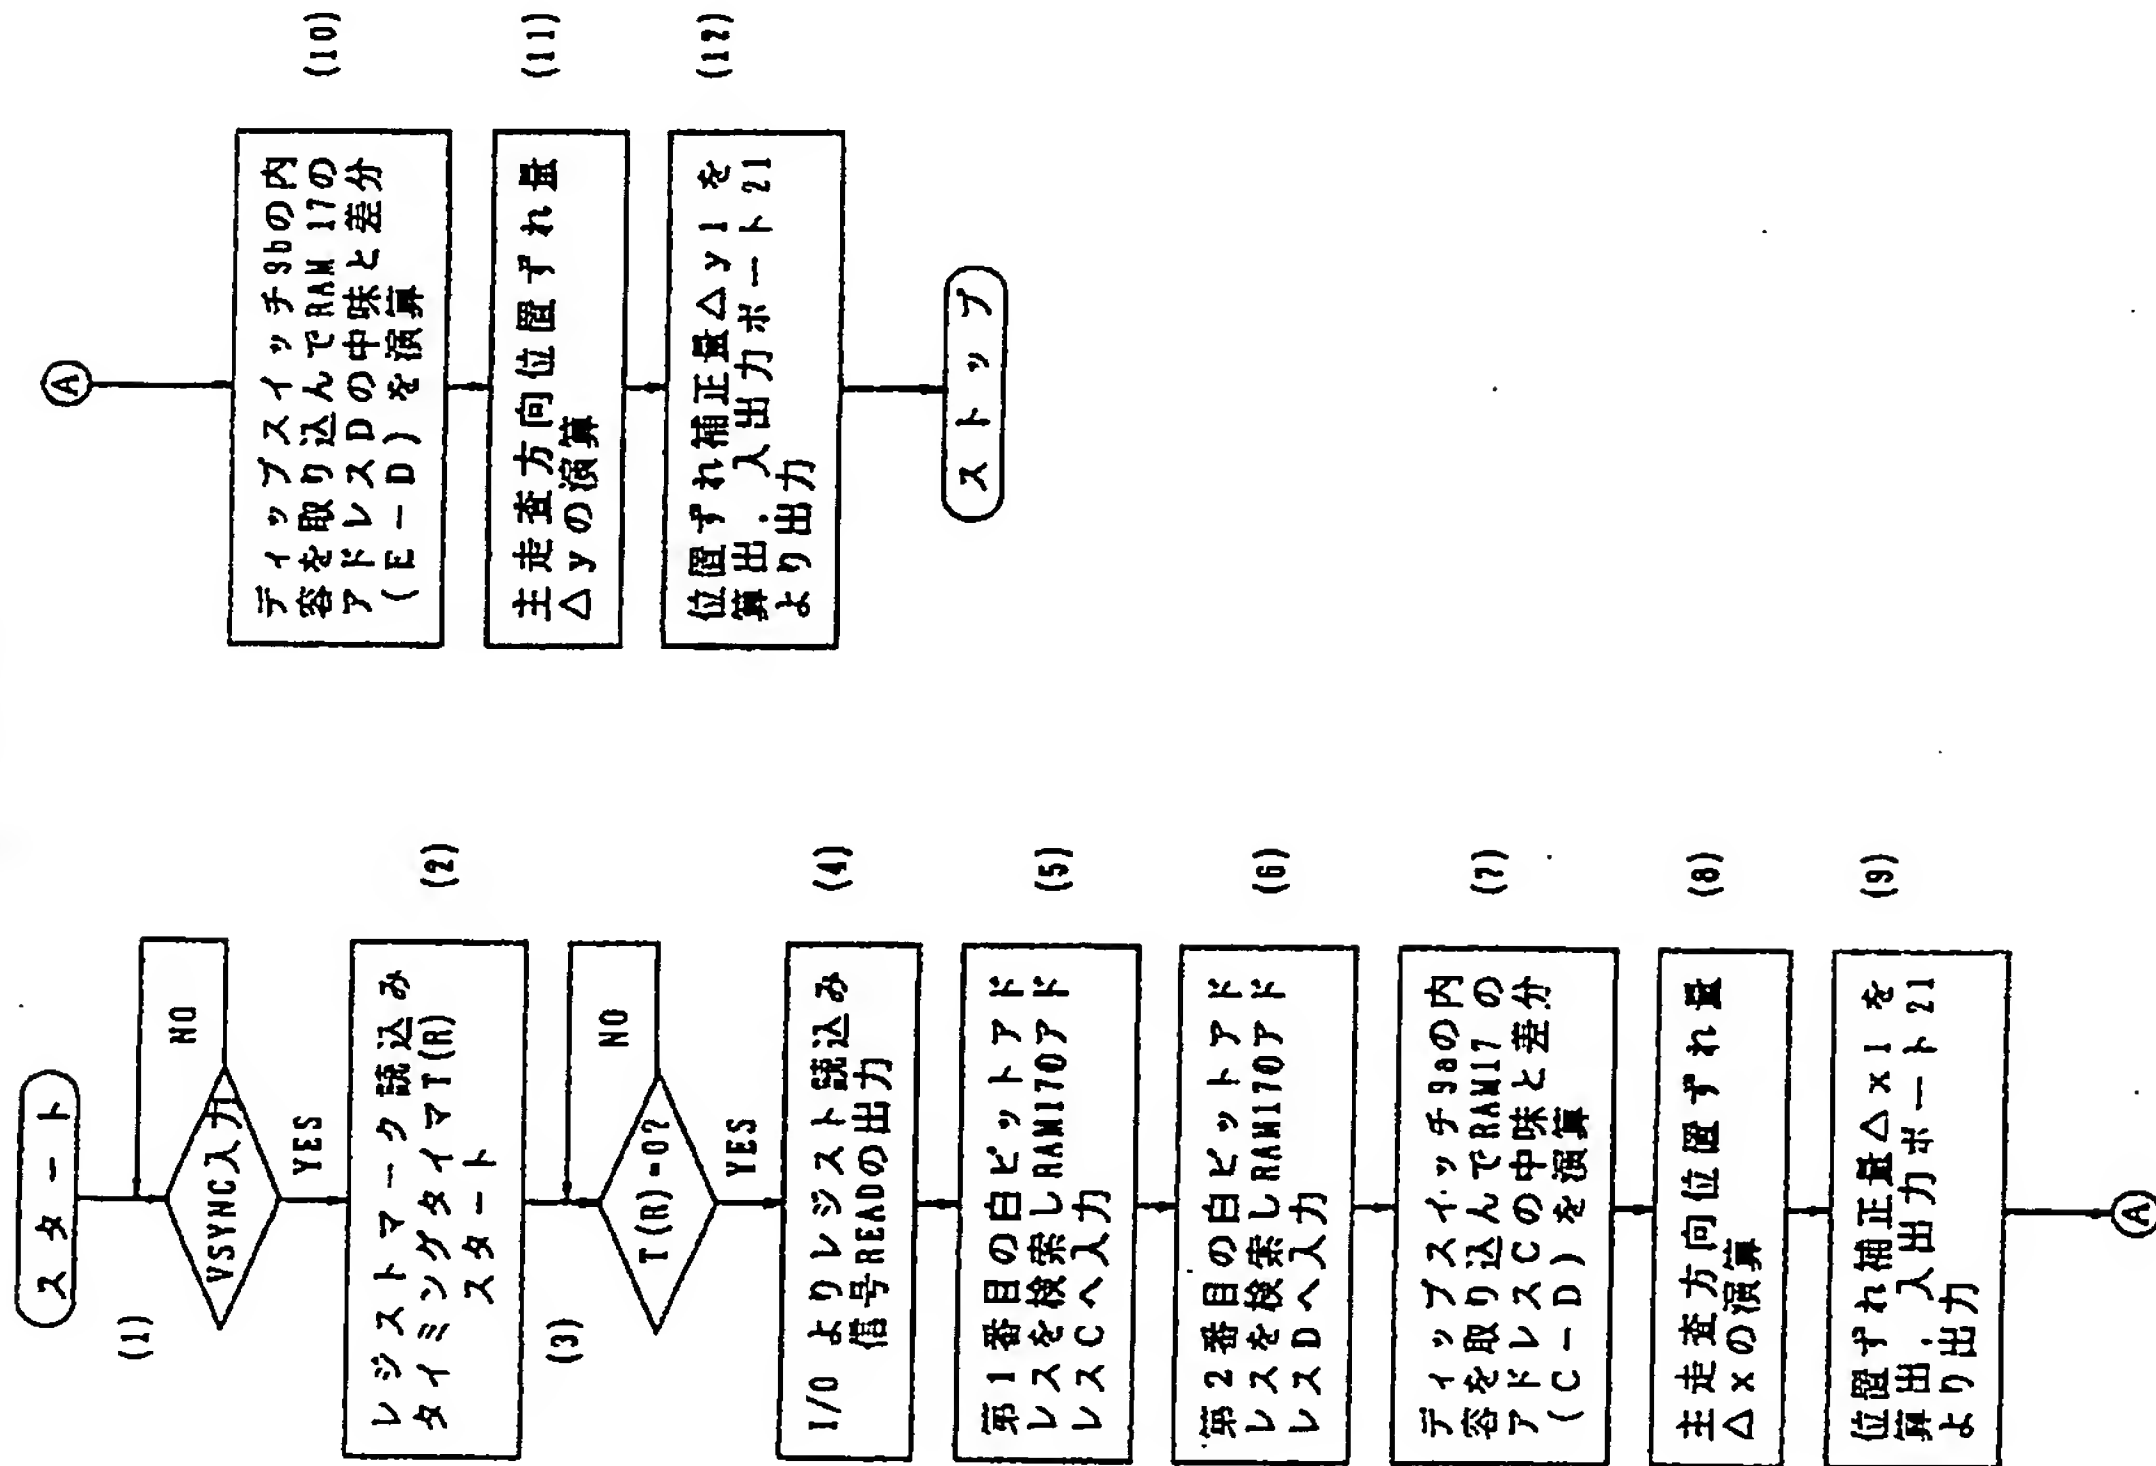 スタート
(1)
VSYNC入力
NO
YES
レジストマーク読込み
タイミングタイマT(R)
スタート
(2)
(3)
T(R)=0?
NO
YES
I/O よりレジスト読込み
信号READの出力
(4)
第1番目の白ビットアド
レスを検索しRAM170アド
レスCへ入力
(5)
第2番目の白ビットアド
レスを検索しRAM170アド
レスDへ入力
(6)
ディップスイッチ9aの内
容を取り込んでRAM17 の
アドレスCの中味と差分
(C－D) を演算
(7)
主走査方向位置ずれ量
△xの演算
(8)
位置ずれ補正量△x1を
算出，入出力ポート21
より出力
(9)
A
A
ディップスイッチ9bの内
容を取り込んでRAM 17の
アドレスDの中味と差分
(E－D) を演算
(10)
主走査方向位置ずれ量
△yの演算
(11)
位置ずれ補正量△y1を
算出．入出力ポート21
より出力
(12)
ストップ